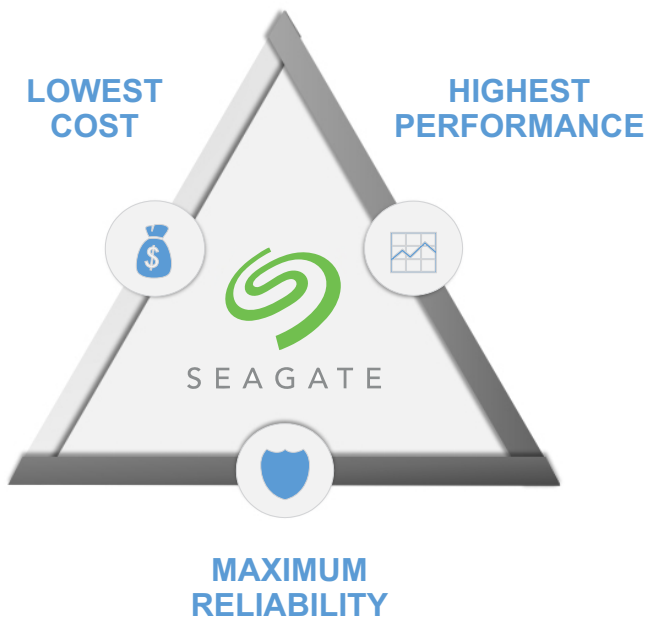 LOWEST
COST
HIGHEST
PERFORMANCE
$
SEAGATE
MAXIMUM
RELIABILITY